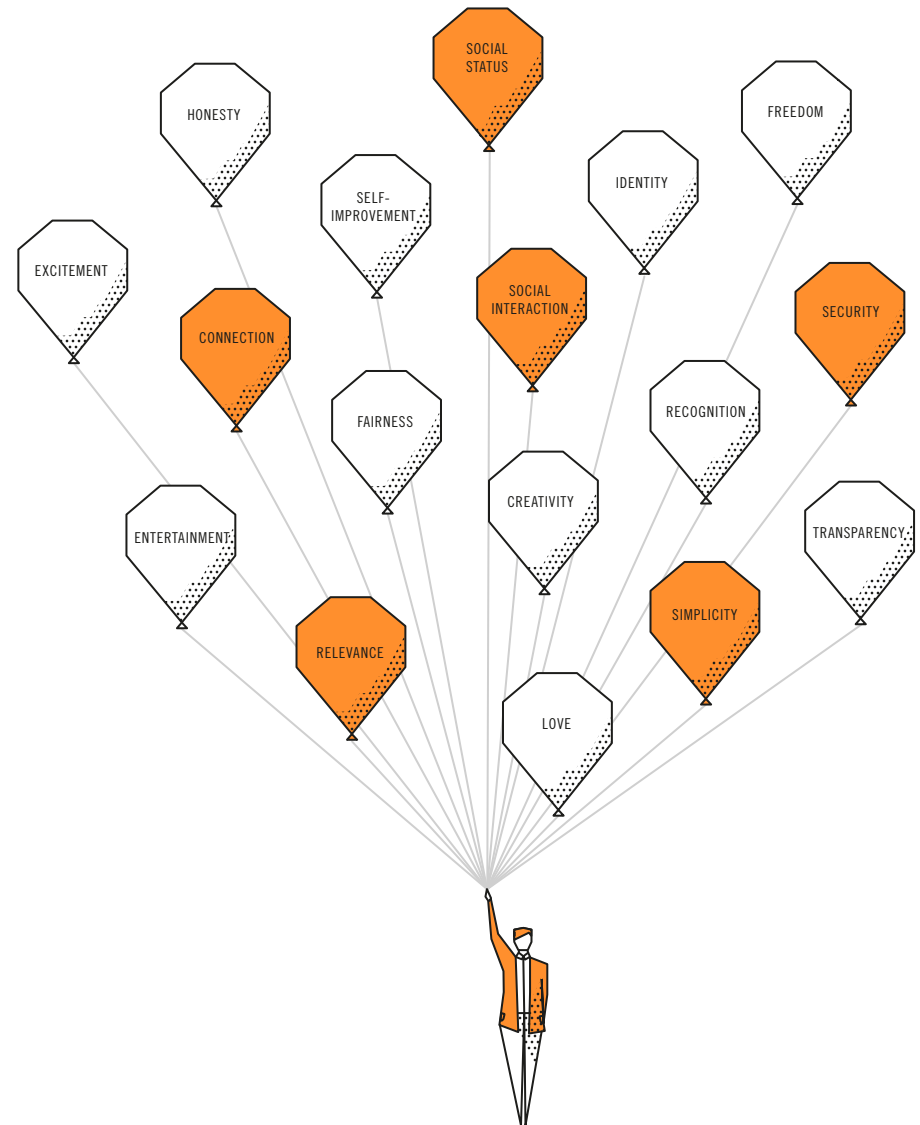 SOCIAL
STATUS
HONESTY
FREEDOM
IDENTITY
SELF-
IMPROVEMENT
EXCITEMENT
SOCIAL
INTERACTION
SECURITY
CONNECTION
RECOGNITION
FAIRNESS
CREATIVITY
ENTERTAINMENT
TRANSPARENCY
SIMPLICITY
RELEVANCE
LOVE